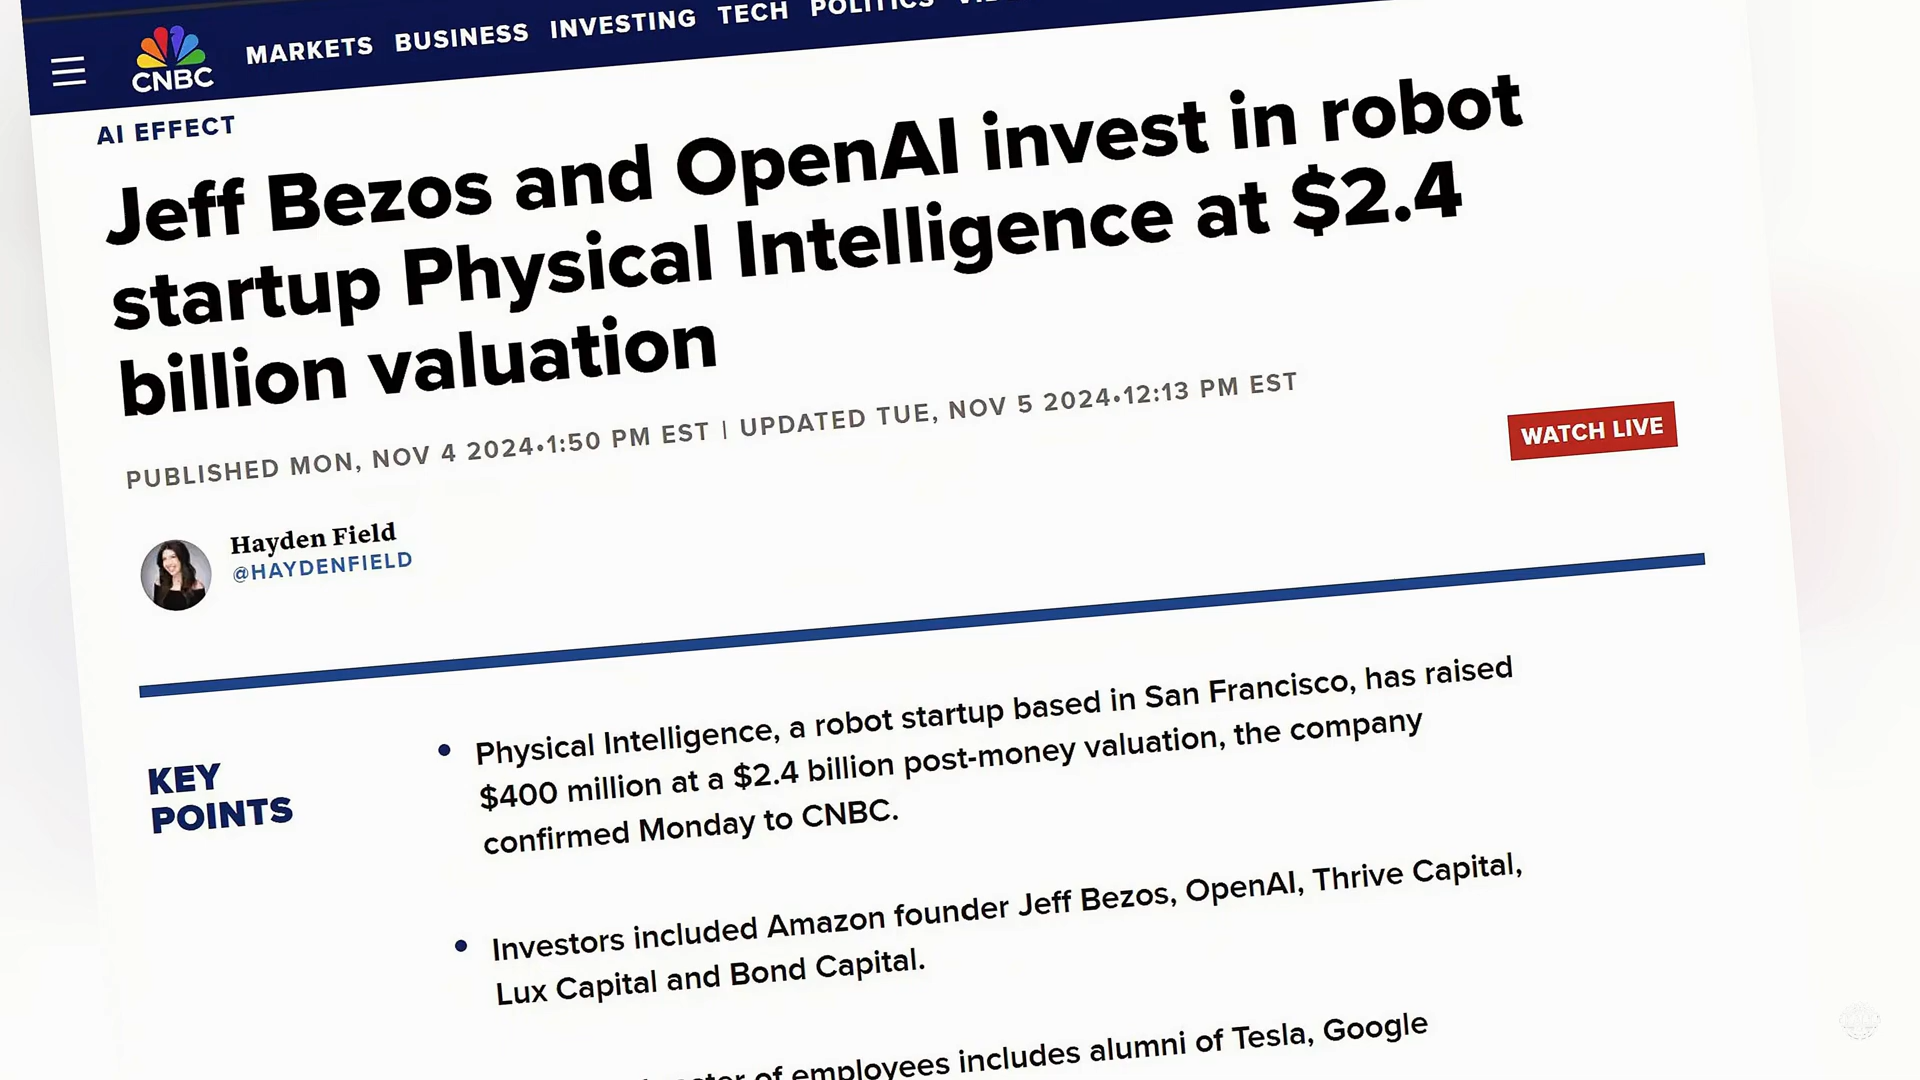 MARKETS BUSINESS INVESTING TECH POLITICS
CNBC
AI EFFECT
Jeff Bezos and OpenAI invest in robot
startup Physical Intelligence at $2.4
billion valuation
PUBLISHED MON, NOV 4 2024•1:50 PM EST | UPDATED TUE, NOV 5 2024•12:13 PM EST
WATCH LIVE
Hayden Field
@HAYDENFIELD
KEY
POINTS
• Physical Intelligence, a robot startup based in San Francisco, has raised
$400 million at a $2.4 billion post-money valuation, the company
confirmed Monday to CNBC.
• Investors included Amazon founder Jeff Bezos, OpenAI, Thrive Capital,
Lux Capital and Bond Capital.
of employees includes alumni of Tesla, Google